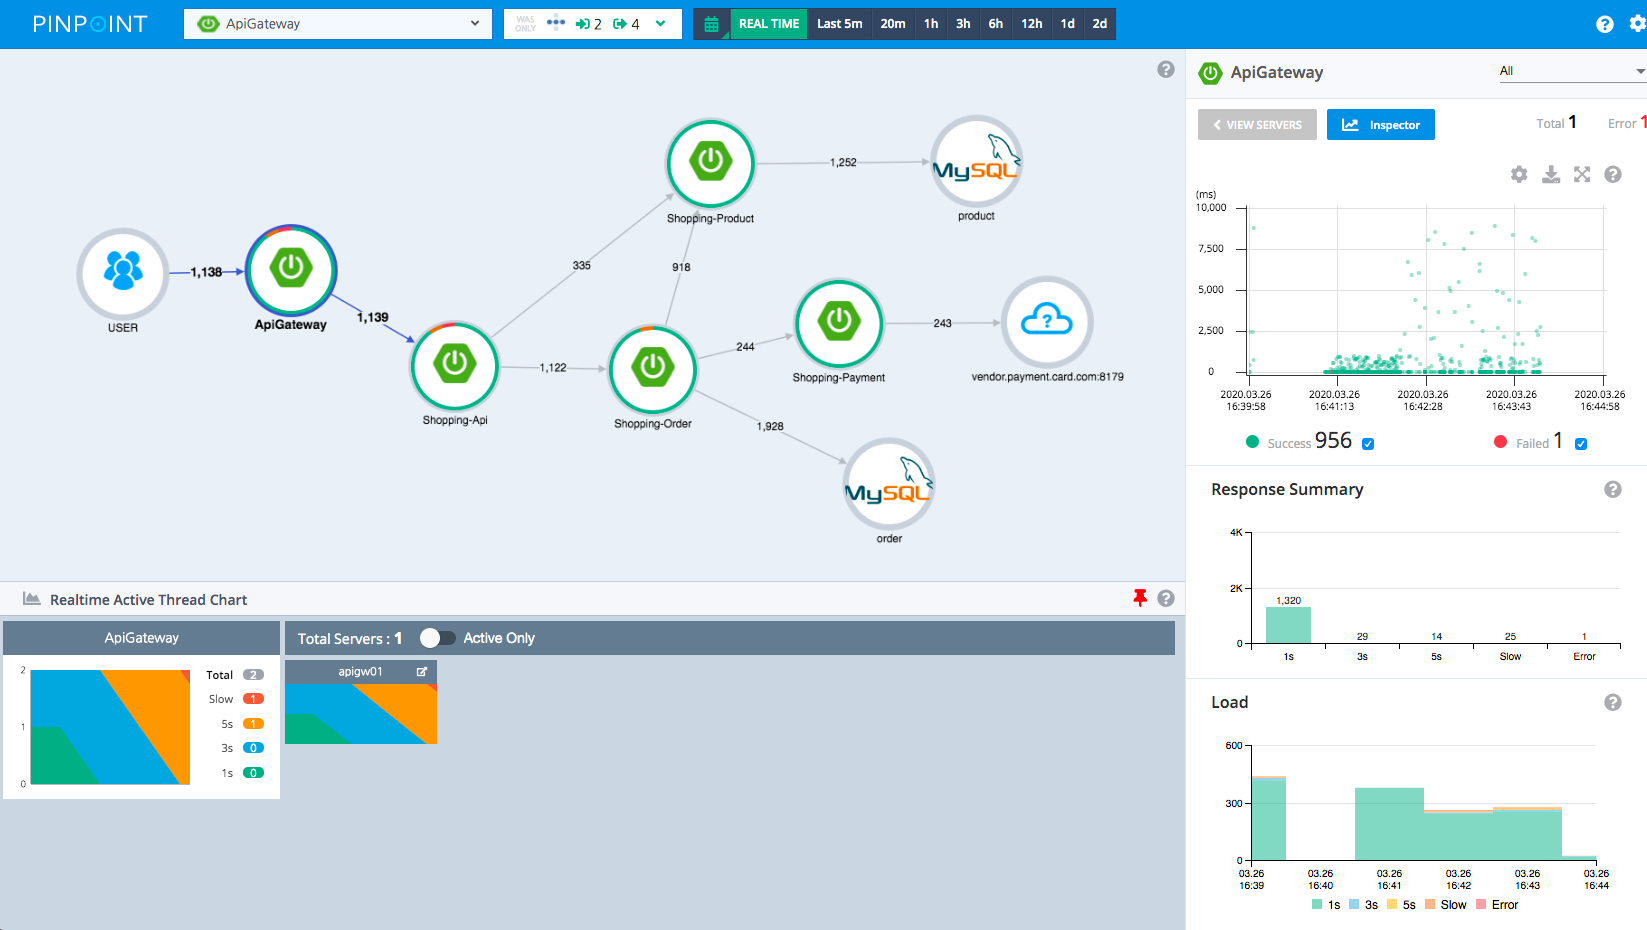 PINPOINT
ApiGateway
WAS ONLY
2
4
REAL TIME
Last 5m
20m
1h
3h
6h
12h
1d
2d
USER
1,138
ApiGateway
1,139
Shopping-Api
335
1,122
Shopping-Product
918
Shopping-Order
1,252
MySQL
product
244
Shopping-Payment
243
vendor.payment.card.com:8179
1,928
MySQL
order
Realtime Active Thread Chart
ApiGateway
2
1
0
Total 2
Slow 1
5s 1
3s 0
1s 0
Total Servers : 1
Active Only
apigw01
ApiGateway
All
VIEW SERVERS
Inspector
Total 1
Error 1
(ms)
10,000
7,500
5,000
2,500
0
2020.03.26 16:39:58
2020.03.26 16:41:13
2020.03.26 16:42:28
2020.03.26 16:43:43
2020.03.26 16:44:58
Success 956
Failed 1
Response Summary
4K
2K
0
1,320
29
14
25
1
1s
3s
5s
Slow
Error
Load
600
300
0
03.26 16:39
03.26 16:40
03.26 16:41
03.26 16:42
03.26 16:43
03.26 16:44
1s
3s
5s
Slow
Error